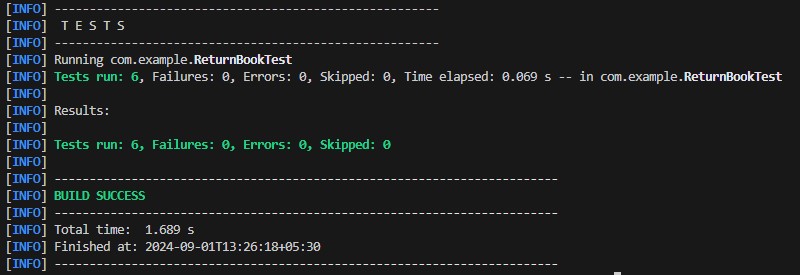 [INFO] -------------------------------------------------------
[INFO]  T E S T S
[INFO] -------------------------------------------------------
[INFO] Running com.example.ReturnBookTest
[INFO] Tests run: 6, Failures: 0, Errors: 0, Skipped: 0, Time elapsed: 0.069 s -- in com.example.ReturnBookTest
[INFO]
[INFO] Results:
[INFO]
[INFO] Tests run: 6, Failures: 0, Errors: 0, Skipped: 0
[INFO]
[INFO] ------------------------------------------------------------------------
[INFO] BUILD SUCCESS
[INFO] ------------------------------------------------------------------------
[INFO] Total time:  1.689 s
[INFO] Finished at: 2024-09-01T13:26:18+05:30
[INFO] ------------------------------------------------------------------------